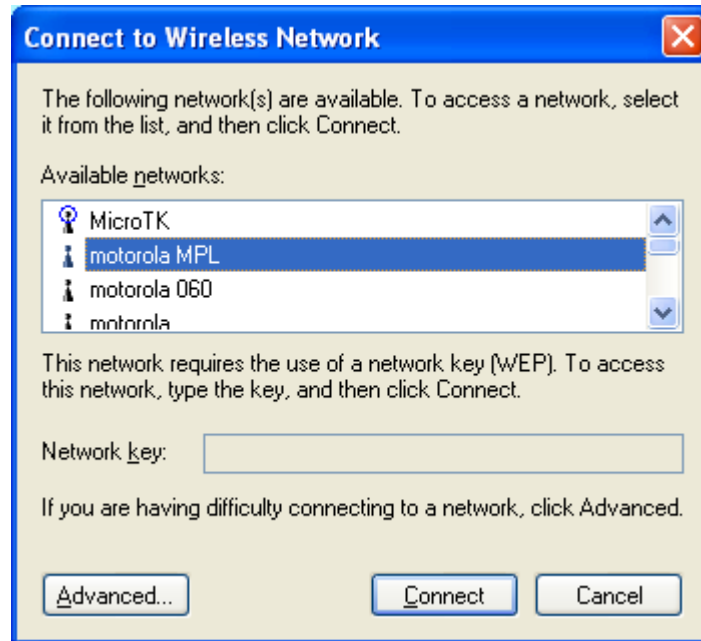 Connect to Wireless Network
The following network(s) are available. To access a network, select
it from the list, and then click Connect.
Available networks:
MicroTK
motorola MPL
motorola 060
motorola
This network requires the use of a network key (WEP). To access
this network, type the key, and then click Connect.
Network key:
If you are having difficulty connecting to a network, click Advanced.
Advanced... Connect Cancel